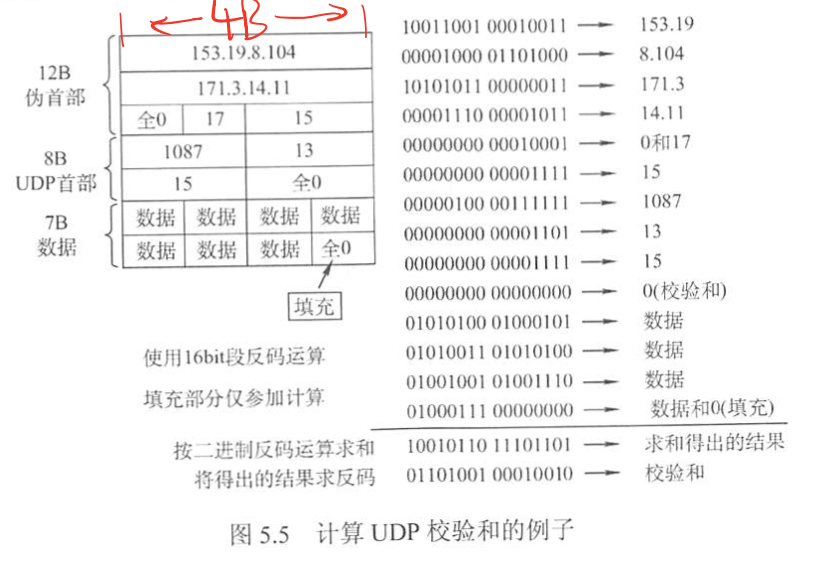 4B
12B
伪首部
153.19.8.104
171.3.14.11
全0 17 15
8B
UDP首部
1087 13
15 全0
7B
数据
数据 数据 数据 数据
数据 数据 数据 全0
填充
使用16bit段反码运算
填充部分仅参加计算
10011001 00010011 → 153.19
00001000 01101000 → 8.104
10101011 00000011 → 171.3
00001110 00001011 → 14.11
00000000 00010001 → 0和17
00000000 00001111 → 15
00000100 00111111 → 1087
00000000 00001101 → 13
00000000 00001111 → 15
00000000 00000000 → 0(校验和)
01010100 01000101 → 数据
01010011 01010100 → 数据
01001001 01001110 → 数据
01000111 00000000 → 数据和0(填充)
按二进制反码运算求和 10010110 11101101 → 求和得出的结果
将得出的结果求反码 01101001 00010010 → 校验和
图 5.5 计算 UDP 校验和的例子